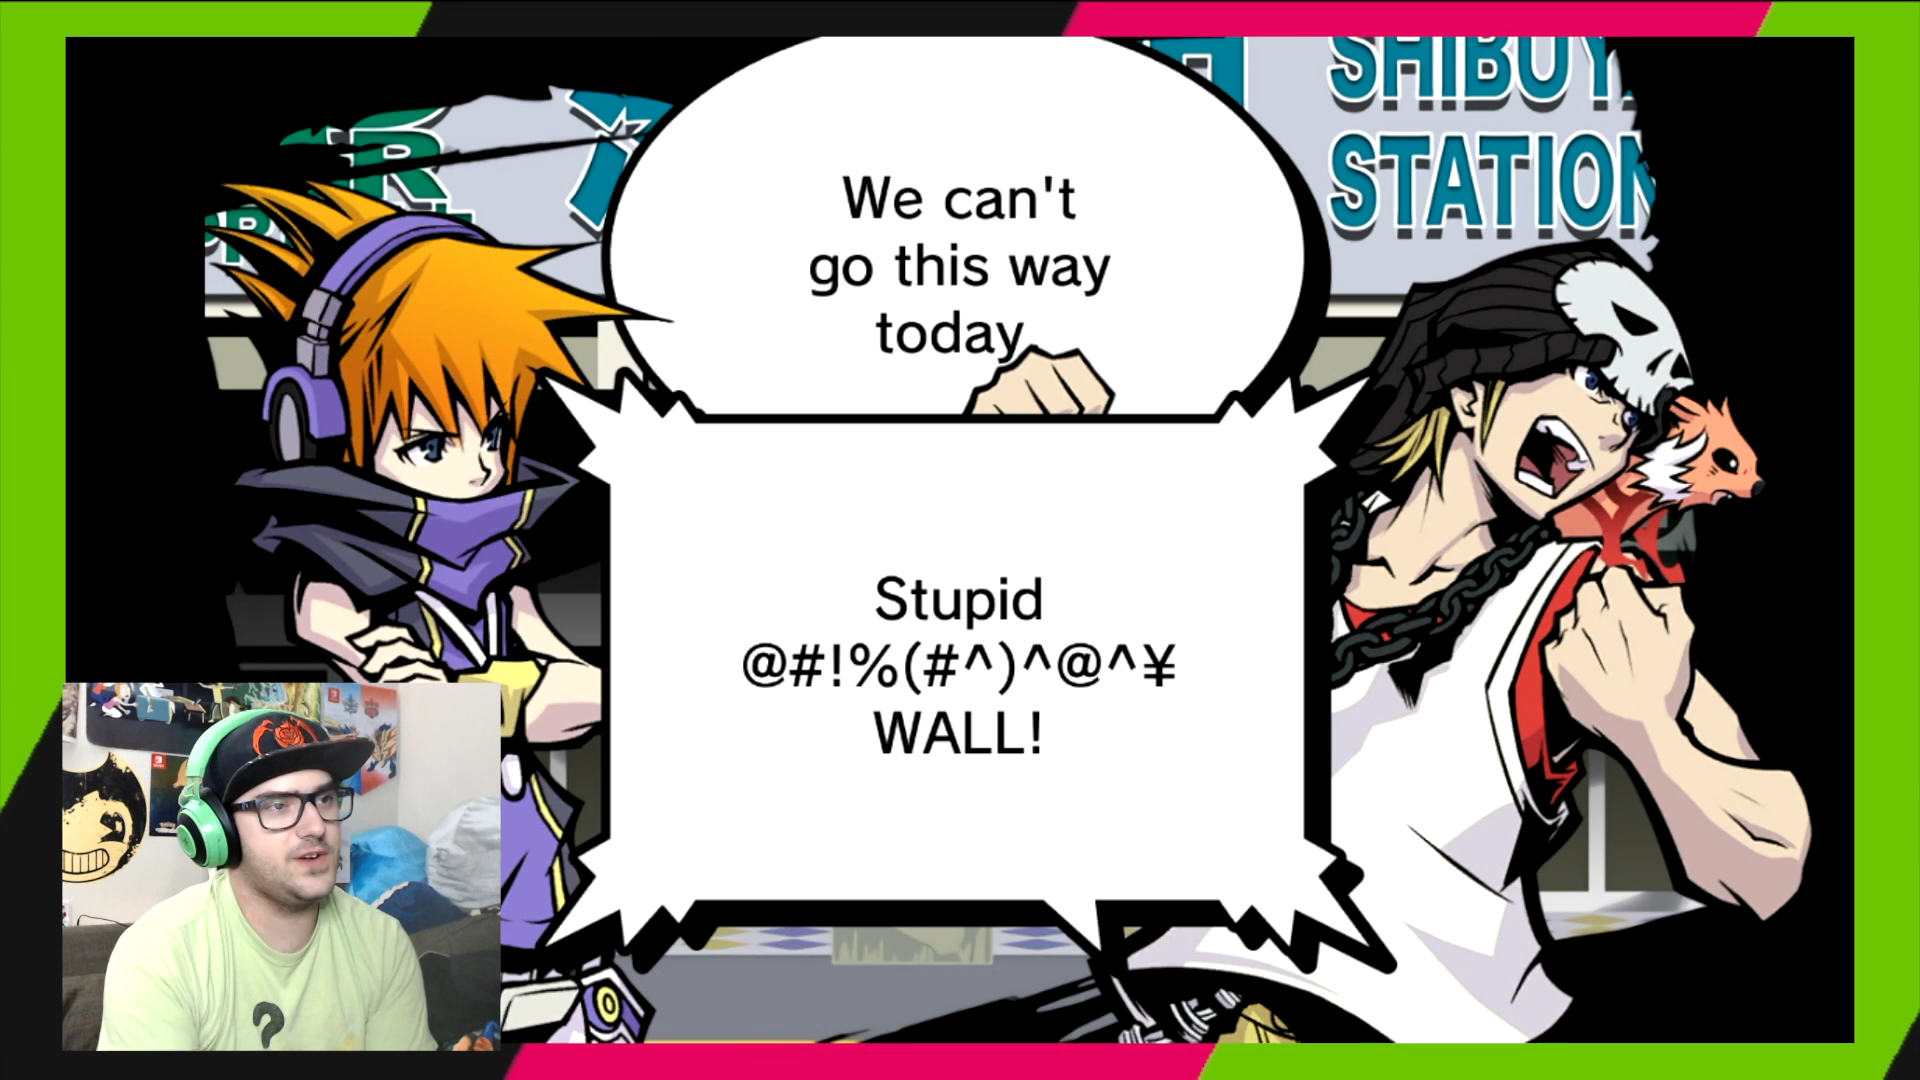 SHIBUY
STATION
R
We can't
go this way
today
Stupid
@#!%(#^)^@^¥
WALL!
?